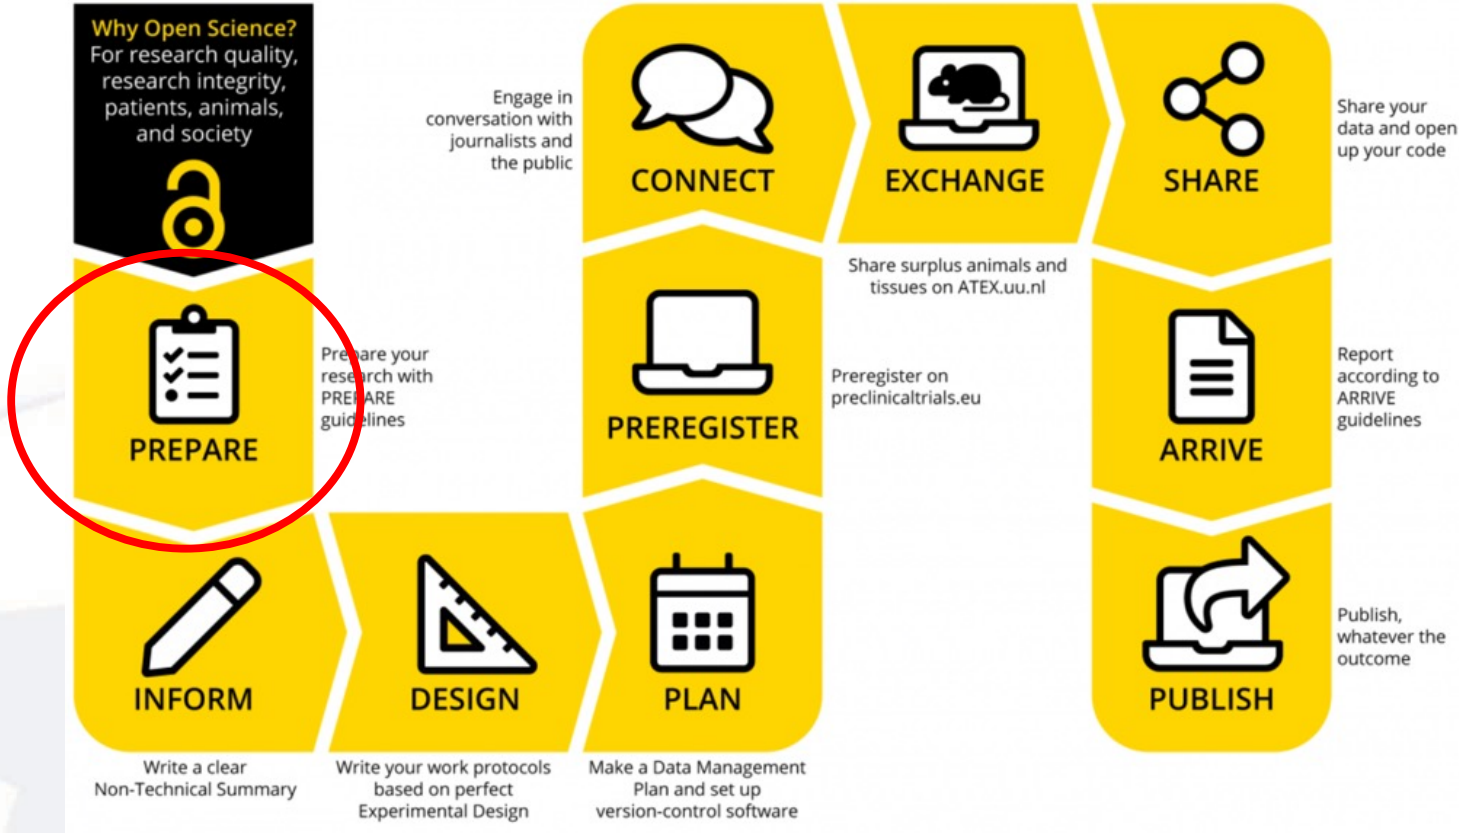 Why Open Science?
For research quality,
research integrity,
patients, animals,
and society
PREPARE
Prepare your
research with
PREPARE
guidelines
INFORM
Write a clear
Non-Technical Summary
DESIGN
Write your work protocols
based on perfect
Experimental Design
PLAN
Make a Data Management
Plan and set up
version-control software
PREREGISTER
Preregister on
preclinicaltrials.eu
CONNECT
Engage in
conversation with
journalists and
the public
EXCHANGE
Share surplus animals and
tissues on ATEX.uu.nl
SHARE
Share your
data and open
up your code
ARRIVE
Report
according to
ARRIVE
guidelines
PUBLISH
Publish,
whatever the
outcome